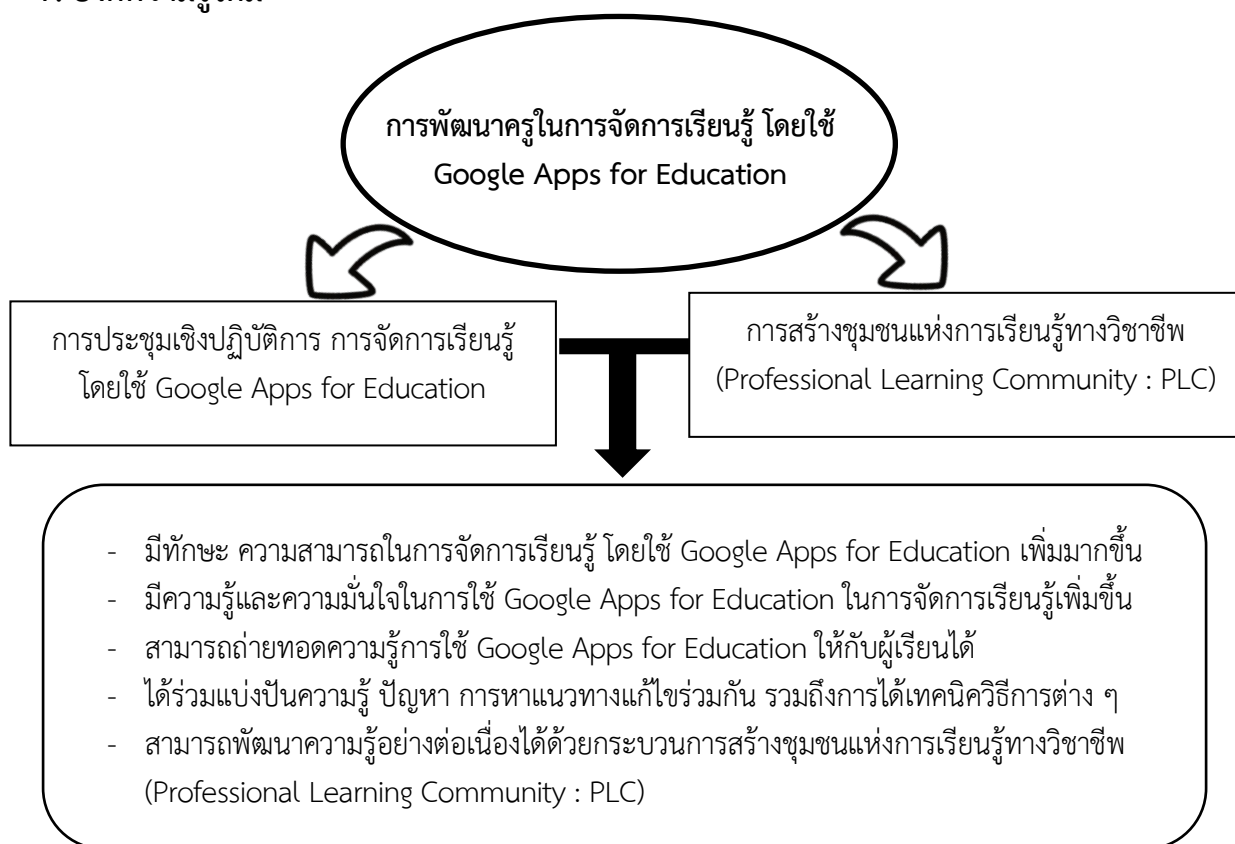 การพัฒนาครูในการจัดการเรียนรู้ โดยใช้
Google Apps for Education
การประชุมเชิงปฏิบัติการ การจัดการเรียนรู้
โดยใช้ Google Apps for Education
การสร้างชุมชนแห่งการเรียนรู้ทางวิชาชีพ
(Professional Learning Community : PLC)
- มีทักษะ ความสามารถในการจัดการเรียนรู้ โดยใช้ Google Apps for Education เพิ่มมากขึ้น
- มีความรู้และความมั่นใจในการใช้ Google Apps for Education ในการจัดการเรียนรู้เพิ่มขึ้น
- สามารถถ่ายทอดความรู้การใช้ Google Apps for Education ให้กับผู้เรียนได้
- ได้ร่วมแบ่งปันความรู้ ปัญหา การหาแนวทางแก้ไขร่วมกัน รวมถึงการได้เทคนิควิธีการต่าง ๆ
- สามารถพัฒนาความรู้อย่างต่อเนื่องได้ด้วยกระบวนการสร้างชุมชนแห่งการเรียนรู้ทางวิชาชีพ
(Professional Learning Community : PLC)